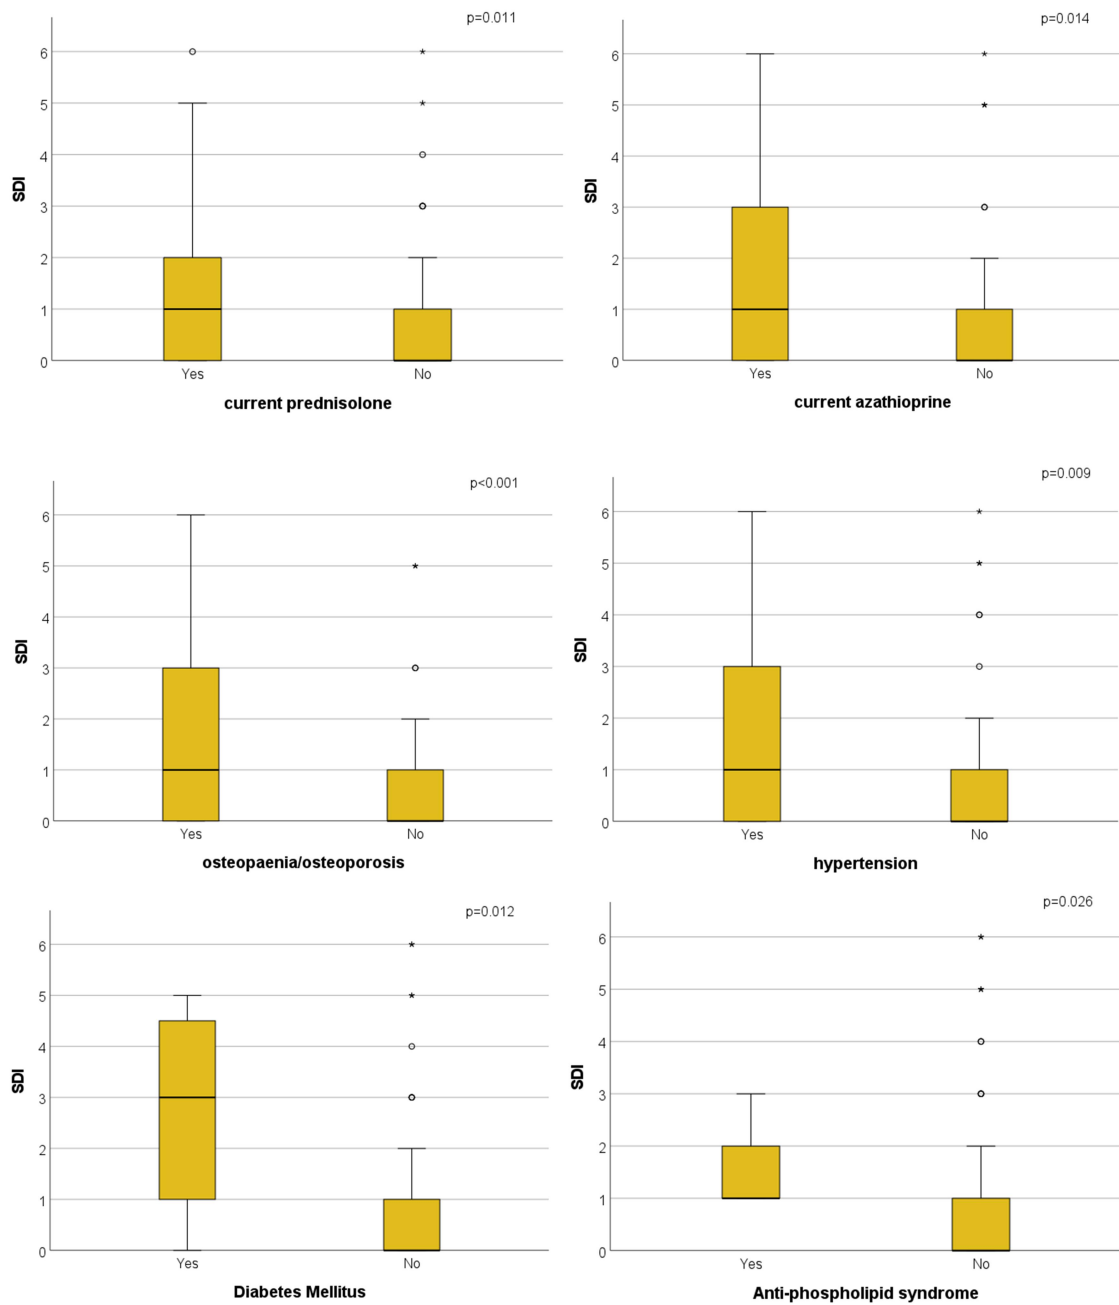 p=0.011
6
5
4
3
2
1
0
SDI
Yes No
current prednisolone
p=0.014
6
5
4
3
2
1
0
SDI
Yes No
current azathioprine
p<0.001
6
5
4
3
2
1
0
SDI
Yes No
osteopaenia/osteoporosis
p=0.009
6
5
4
3
2
1
0
SDI
Yes No
hypertension
p=0.012
6
5
4
3
2
1
0
SDI
Yes No
Diabetes Mellitus
p=0.026
6
5
4
3
2
1
0
SDI
Yes No
Anti-phospholipid syndrome